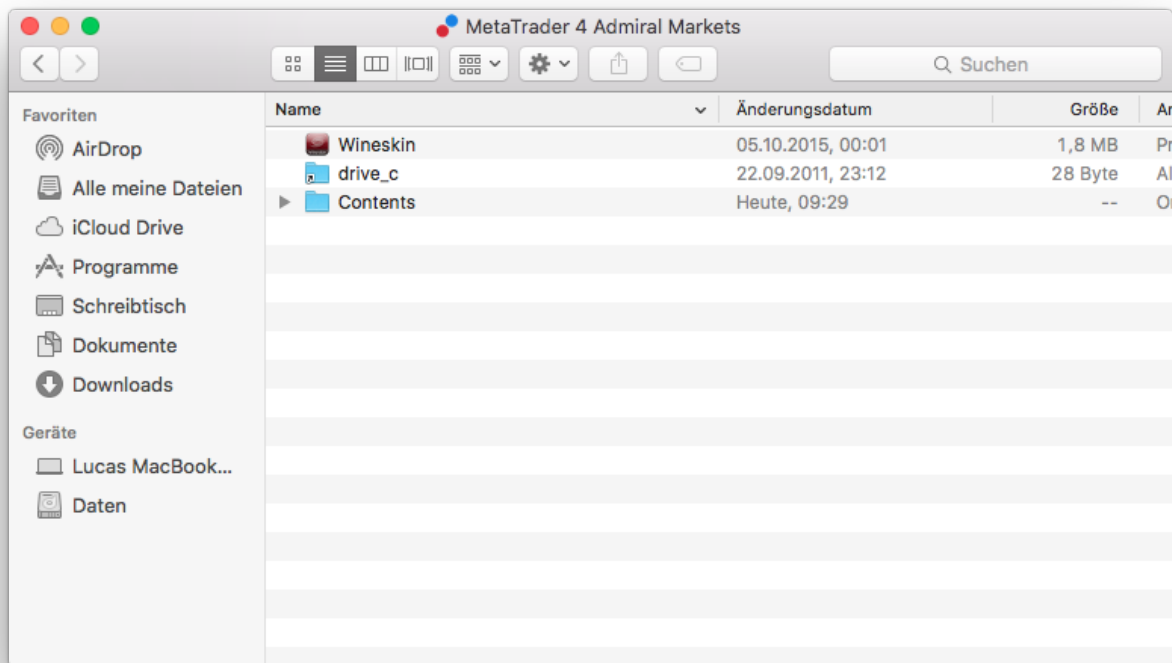 MetaTrader 4 Admiral Markets
Suchen
Favoriten
AirDrop
Alle meine Dateien
iCloud Drive
Programme
Schreibtisch
Dokumente
Downloads
Geräte
Lucas MacBook...
Daten
Name Änderungsdatum Größe
Wineskin 05.10.2015, 00:01 1,8 MB
drive_c 22.09.2011, 23:12 28 Byte
Contents Heute, 09:29 --